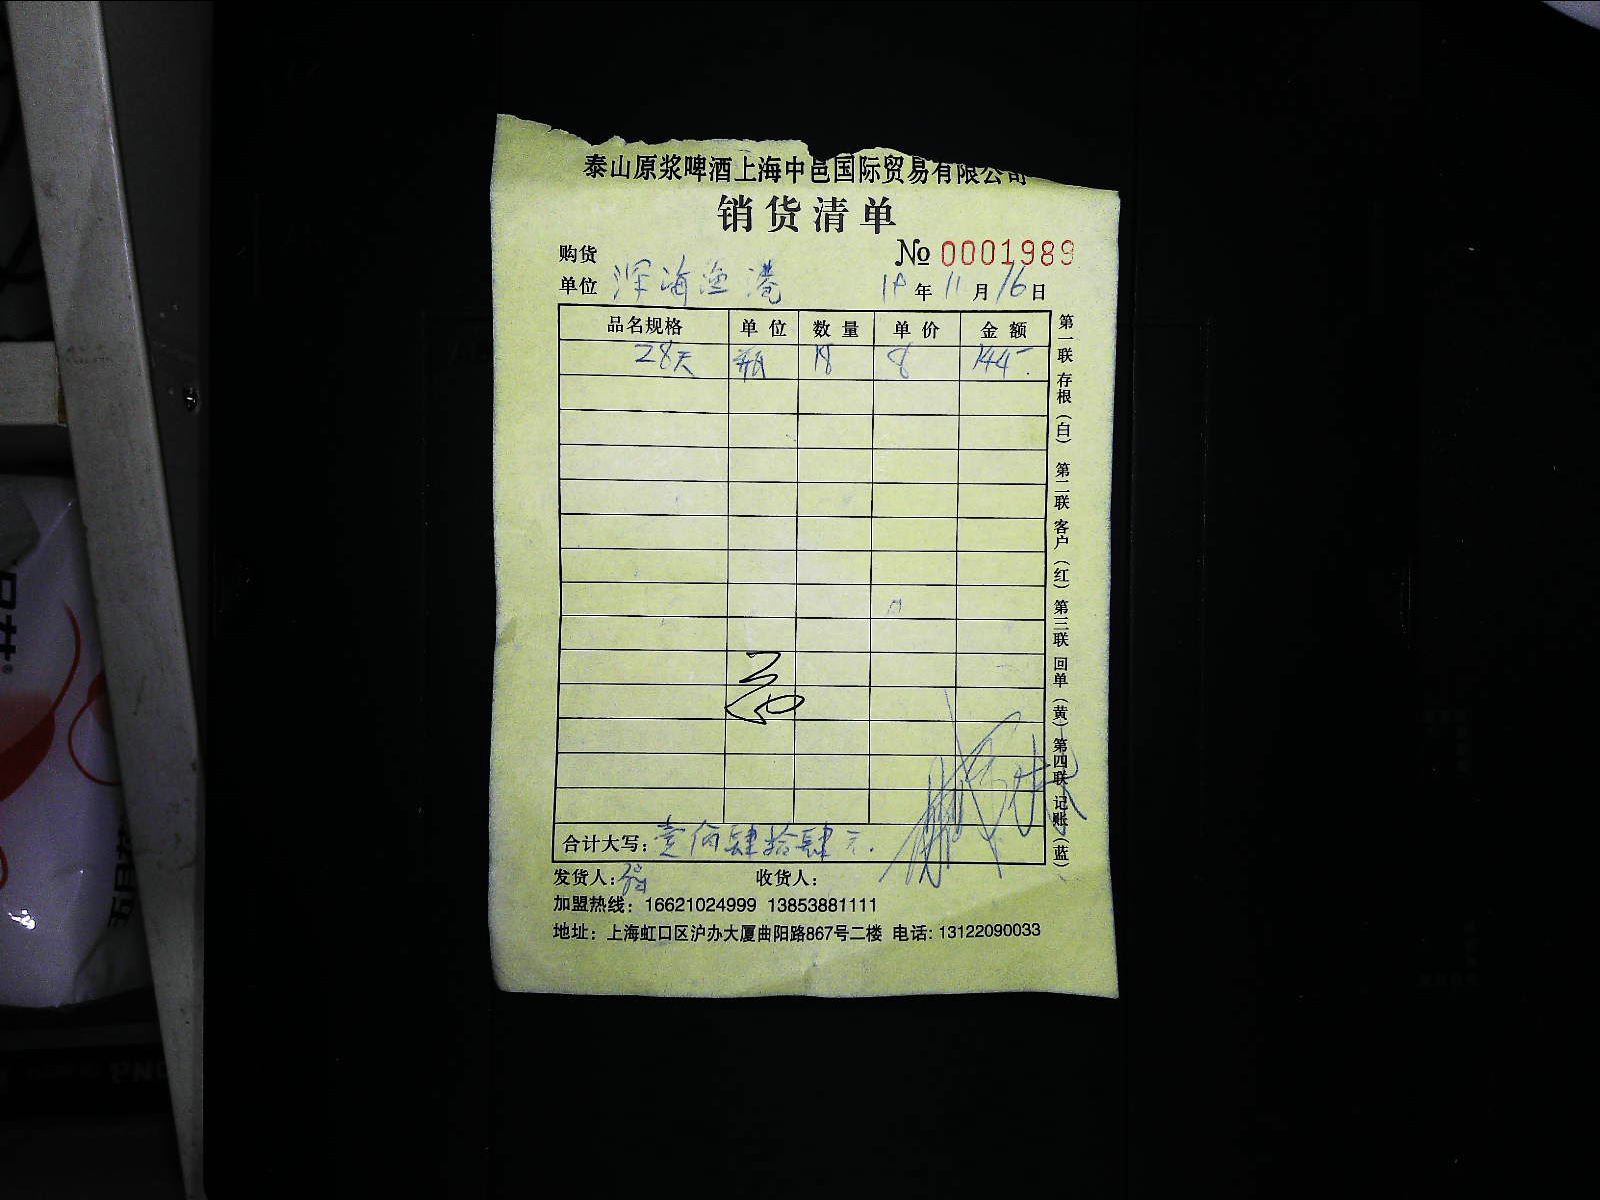 泰山原浆啤酒上海中邑国际贸易有限公司
销货清单
购货
单位 深海渔港
№ 0001989
18年11月16日
品名规格 单位 数量 单价 金额
28天 瓶 18 8 144-
合计大写：壹佰肆拾肆元.
发货人：
收货人：
加盟热线：16621024999 13853881111
地址：上海虹口区沪办大厦曲阳路867号二楼 电话：13122090033
第一联 存根（白） 第二联 客户（红） 第三联 回单（黄） 第四联 记账（蓝）